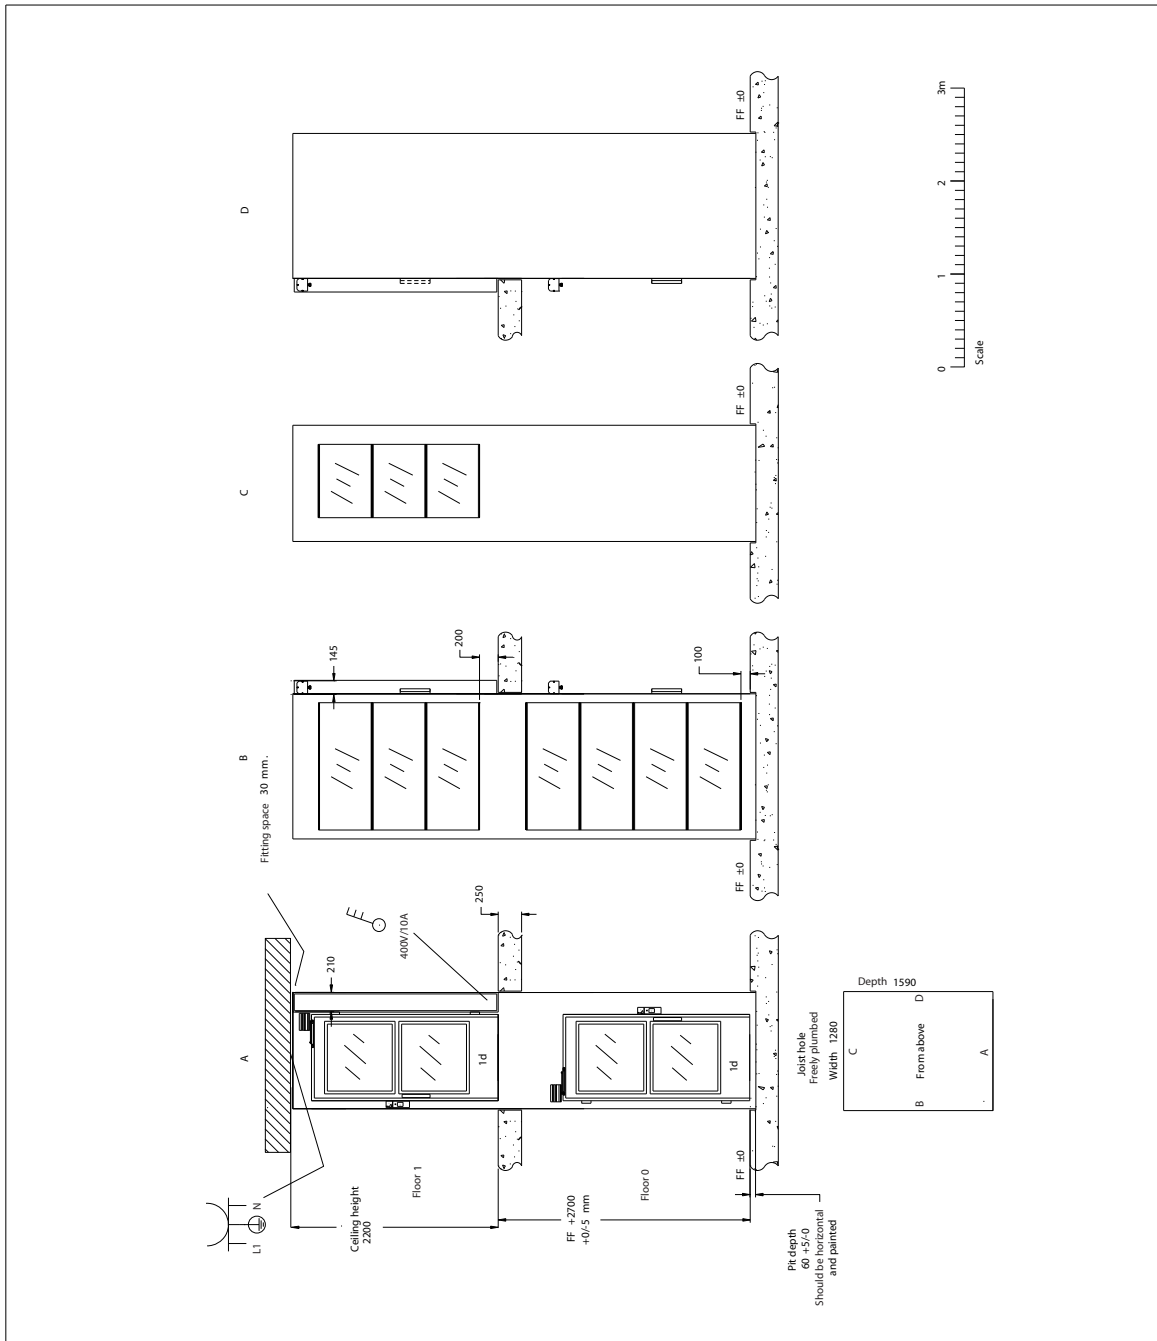 D
FF ±0
3m
2
1
0
Scale
C
FF ±0
B
Fitting space 30 mm.
145
200
100
FF ±0
A
400V/10A
210
250
1d
1d
L1
N
Ceiling height
2200
Floor 1
FF +2700
+0/-5 mm
Floor 0
FF ±0
Pit depth
60 +5/-0
Should be horizontal
and painted
Joist hole
Freely plumbed
Width 1280
Depth 1590
C
B
From above
D
A